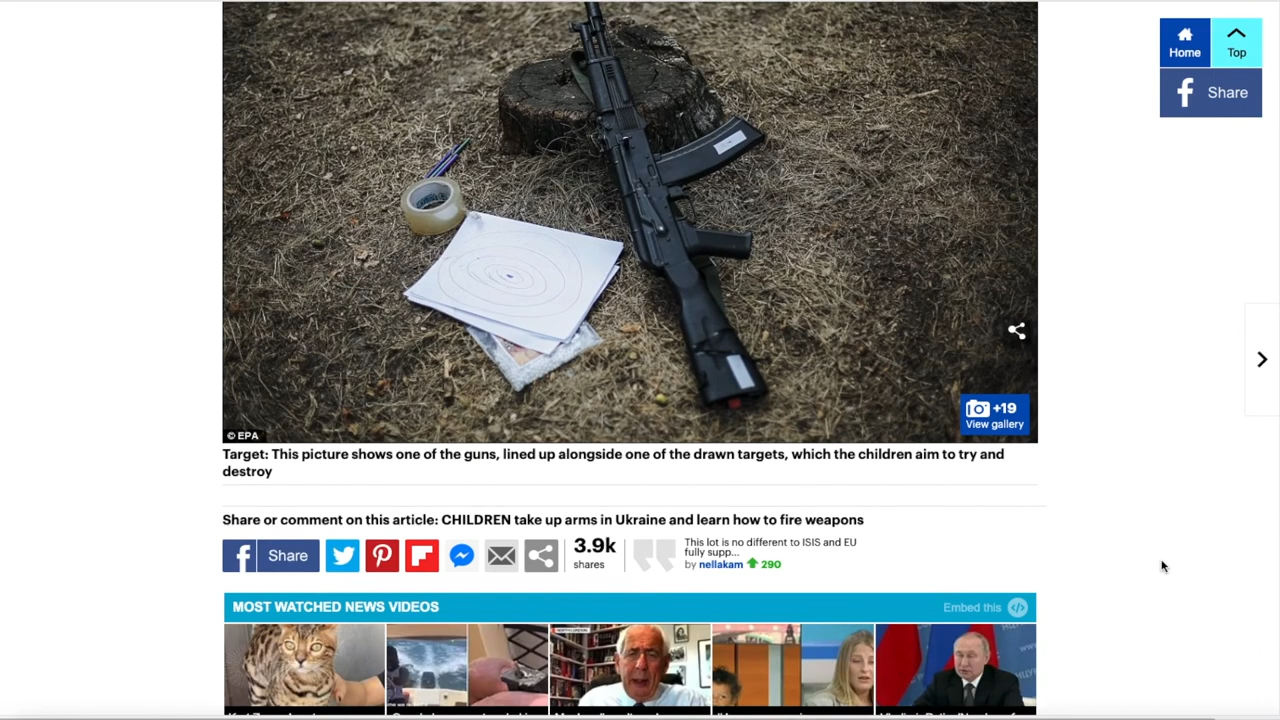 Home
Top
Share
+19
View gallery
© EPA
Target: This picture shows one of the guns, lined up alongside one of the drawn targets, which the children aim to try and
destroy
Share or comment on this article: CHILDREN take up arms in Ukraine and learn how to fire weapons
Share
3.9k
shares
This lot is no different to ISIS and EU
fully supp...
by nellakam 290
MOST WATCHED NEWS VIDEOS
Embed this